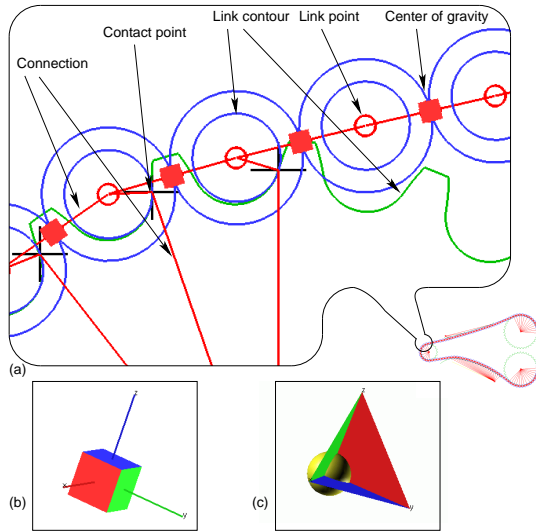 Contact point
Link contour
Link point
Center of gravity
Connection
(a)
z
x
y
(b)
z
y
(c)